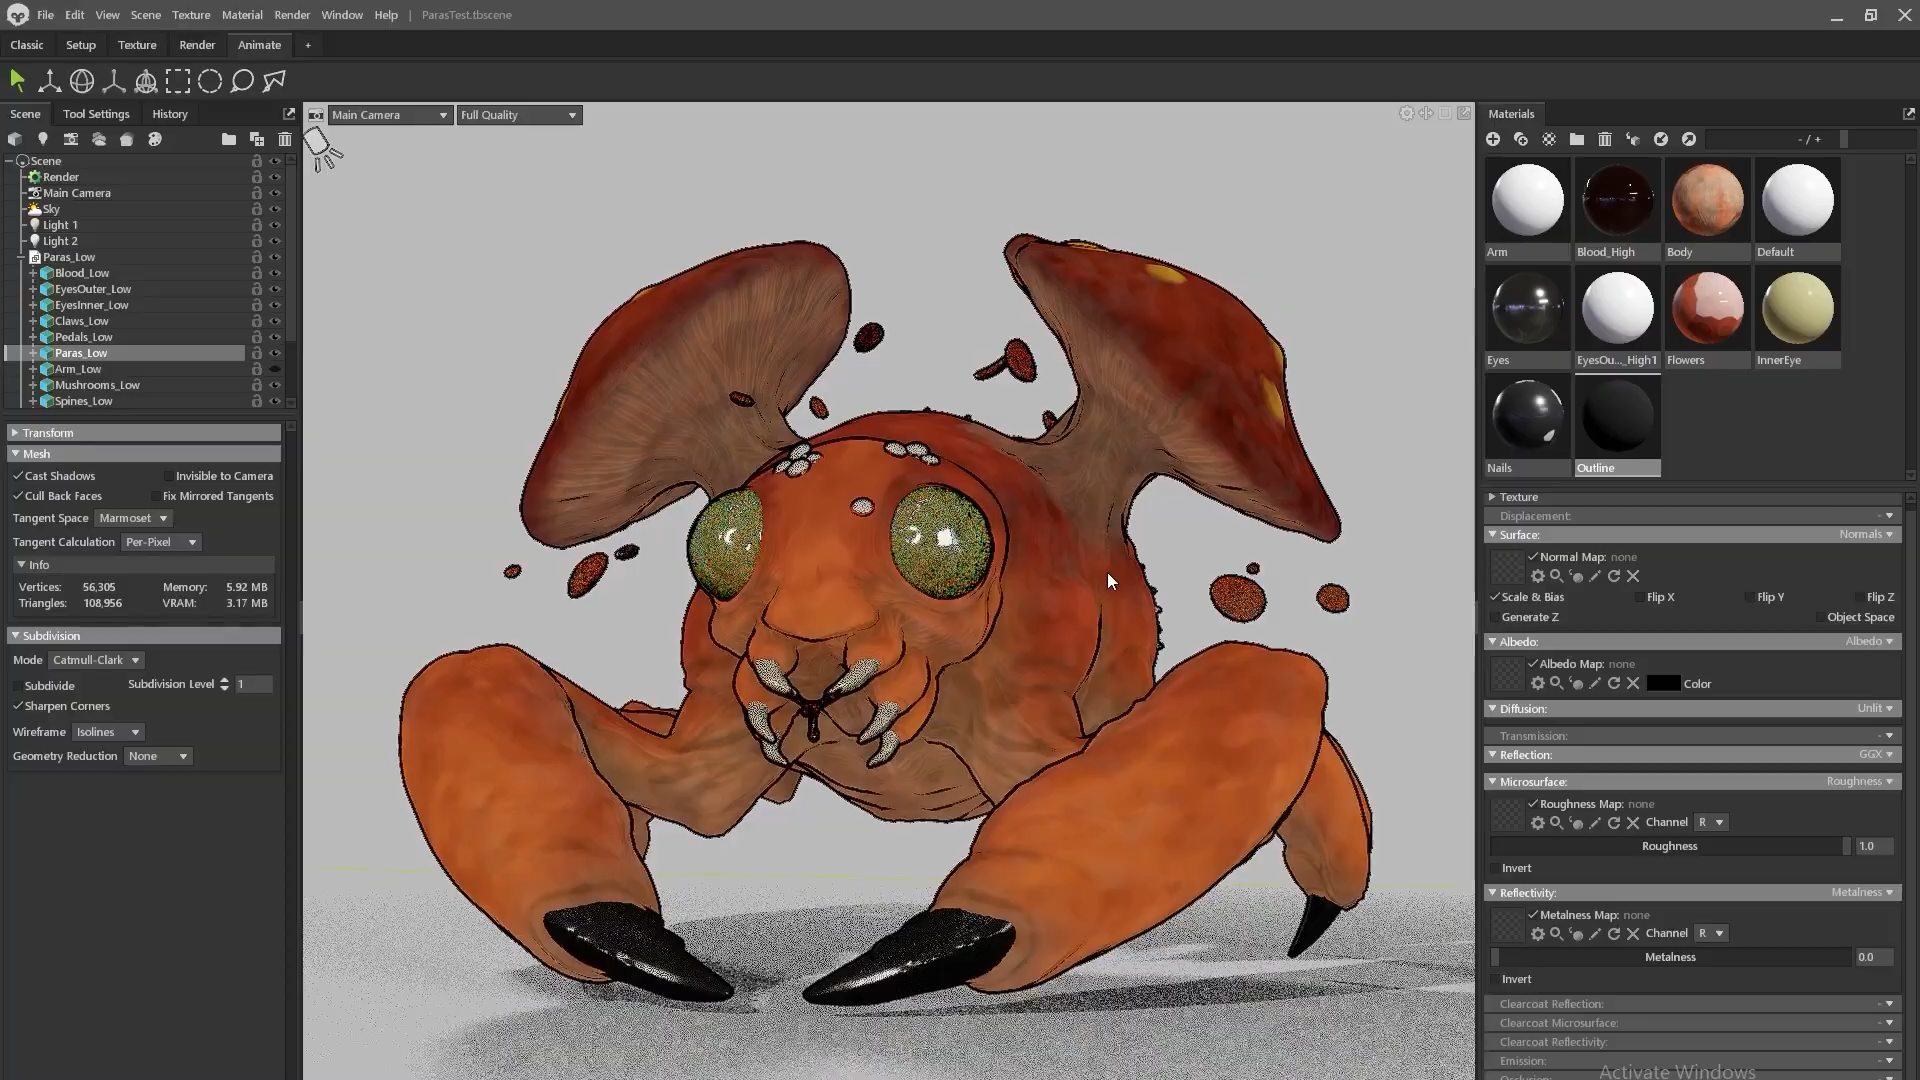 File Edit View Scene Texture Material Render Window Help | ParasTest.tbscene
Classic Setup Texture Render Animate +
Scene Tool Settings History
Main Camera Full Quality
Materials
- / +
Scene
Render
Main Camera
Sky
Light 1
Light 2
Paras_Low
Blood_Low
EyesOuter_Low
EyesInner_Low
Claws_Low
Pedals_Low
Paras_Low
Arm_Low
Mushrooms_Low
Spines_Low
Transform
Mesh
Cast Shadows Invisible to Camera
Cull Back Faces Fix Mirrored Tangents
Tangent Space Marmoset
Tangent Calculation Per-Pixel
Info
Vertices: 56,305 Memory: 5.92 MB
Triangles: 108,956 VRAM: 3.17 MB
Subdivision
Mode Catmull-Clark
Subdivide Subdivision Level 1
Sharpen Corners
Wireframe Isolines
Geometry Reduction None
Arm Blood_High Body Default
Eyes EyesOu..._High1 Flowers InnerEye
Nails Outline
Texture
Displacement: -
Surface: Normals
Normal Map: none
Scale & Bias Flip X Flip Y Flip Z
Generate Z Object Space
Albedo: Albedo
Albedo Map: none
Color
Diffusion: Unlit
Transmission: -
Reflection: GGX
Microsurface: Roughness
Roughness Map: none
Channel R
Roughness 1.0
Invert
Reflectivity: Metalness
Metalness Map: none
Channel R
Metalness 0.0
Invert
Clearcoat Reflection: -
Clearcoat Microsurface: -
Clearcoat Reflectivity: -
Emission: -
Activate Windows